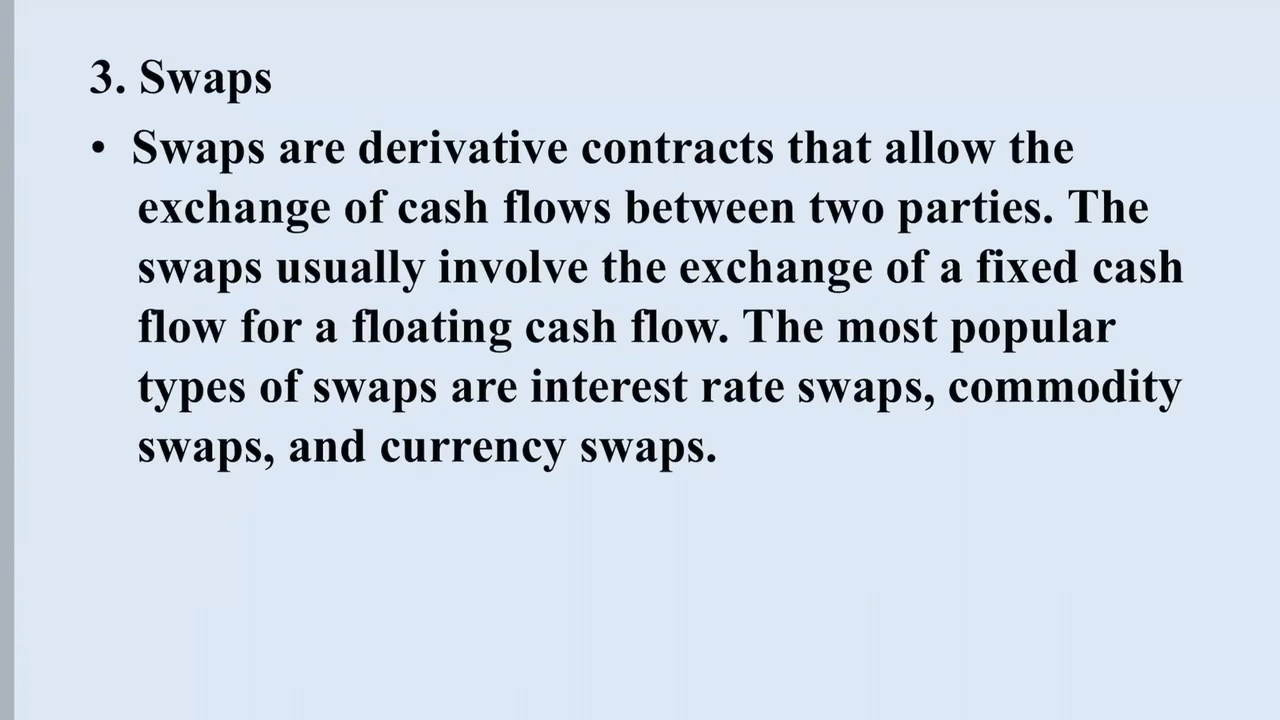 3. Swaps
• Swaps are derivative contracts that allow the
exchange of cash flows between two parties. The
swaps usually involve the exchange of a fixed cash
flow for a floating cash flow. The most popular
types of swaps are interest rate swaps, commodity
swaps, and currency swaps.